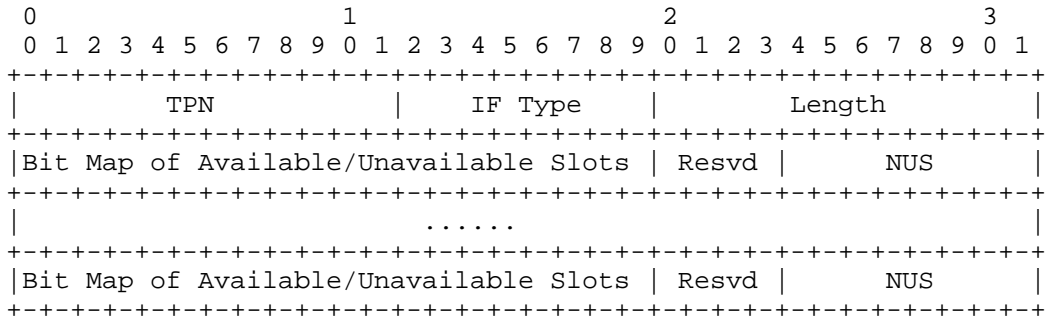 0                   1                   2                   3
 0 1 2 3 4 5 6 7 8 9 0 1 2 3 4 5 6 7 8 9 0 1 2 3 4 5 6 7 8 9 0 1
+-+-+-+-+-+-+-+-+-+-+-+-+-+-+-+-+-+-+-+-+-+-+-+-+-+-+-+-+-+-+-+-+
|         TPN           |    IF Type    |        Length         |
+-+-+-+-+-+-+-+-+-+-+-+-+-+-+-+-+-+-+-+-+-+-+-+-+-+-+-+-+-+-+-+-+
|Bit Map of Available/Unavailable Slots | Resvd |      NUS      |
+-+-+-+-+-+-+-+-+-+-+-+-+-+-+-+-+-+-+-+-+-+-+-+-+-+-+-+-+-+-+-+-+
|                         ......                                |
+-+-+-+-+-+-+-+-+-+-+-+-+-+-+-+-+-+-+-+-+-+-+-+-+-+-+-+-+-+-+-+-+
|Bit Map of Available/Unavailable Slots | Resvd |      NUS      |
+-+-+-+-+-+-+-+-+-+-+-+-+-+-+-+-+-+-+-+-+-+-+-+-+-+-+-+-+-+-+-+-+